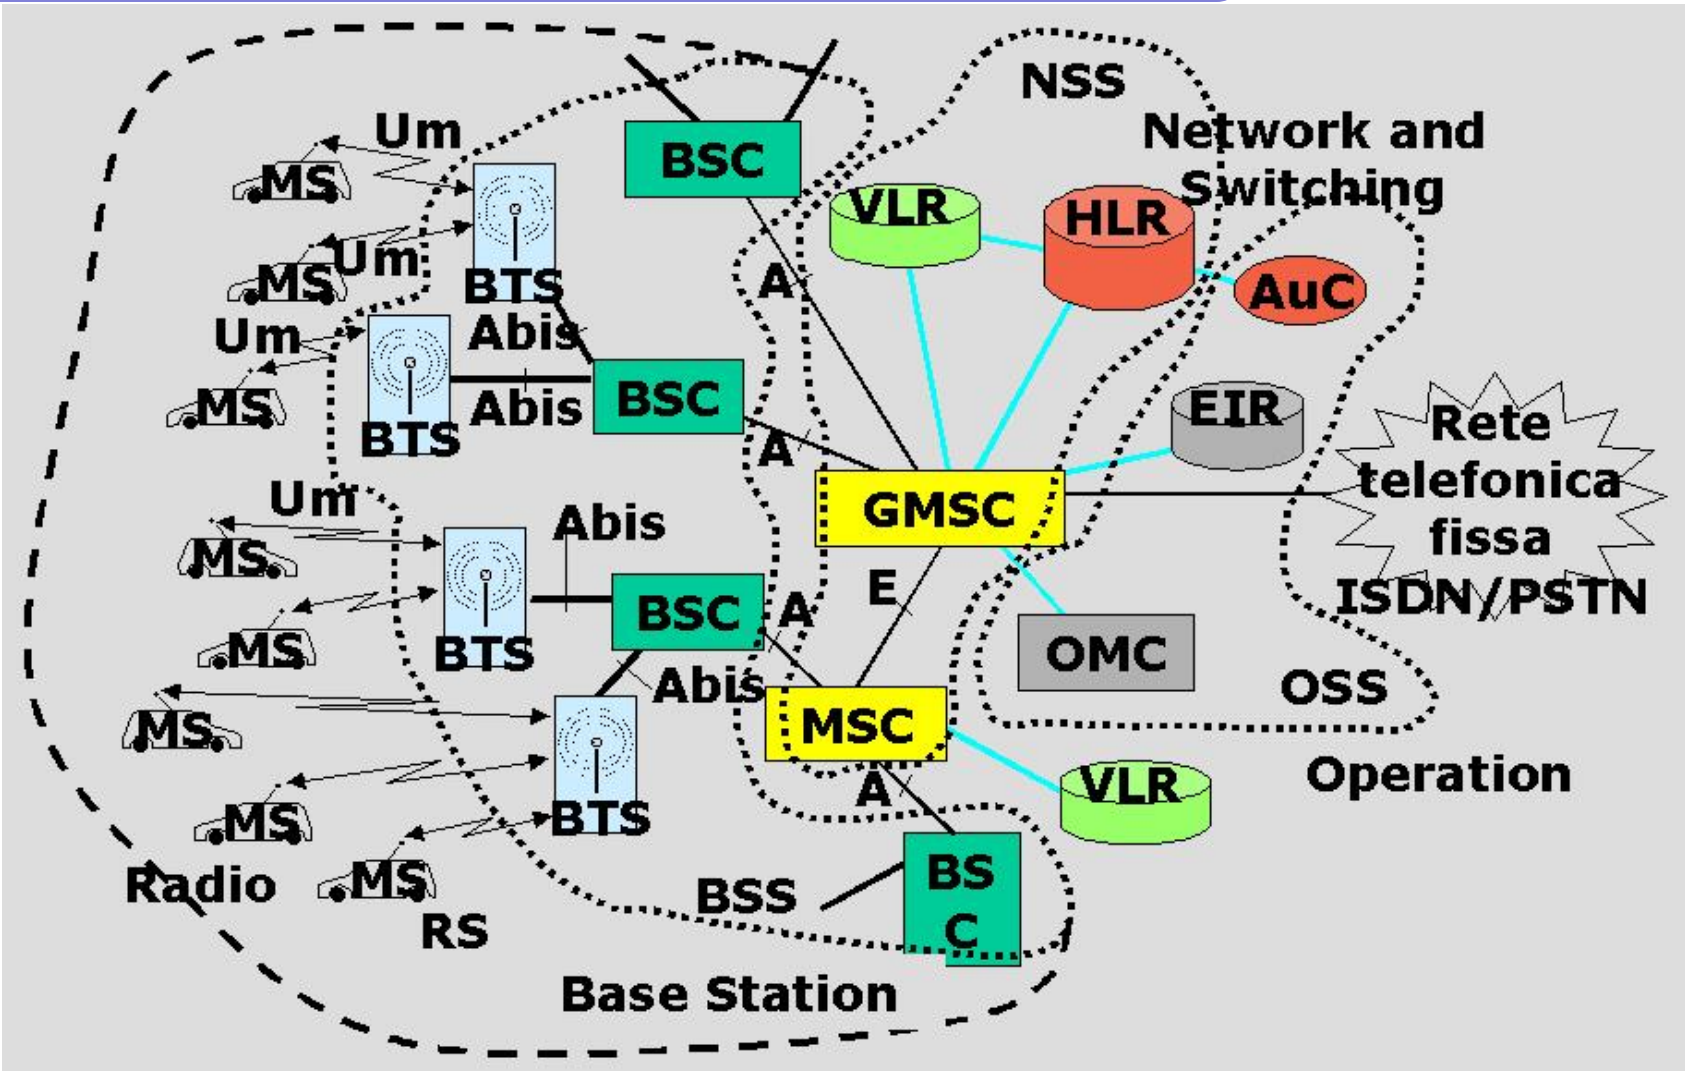 NSS
Um
Network and
BSC
MS
Switching
VLR
HLR
Um
MS
BTS
A
AuC
Um
Abis
BSC
MS
Abis
EIR
BTS
A
Rete
telefonica
fissa
ISDN/PSTN
Um
GMSC
Abis
MS
E
BSC
A
MS
BTS
OMC
Abis
OSS
MS
MSC
Operation
A
VLR
MS
BTS
BS
C
Radio
MS
BSS
RS
Base Station